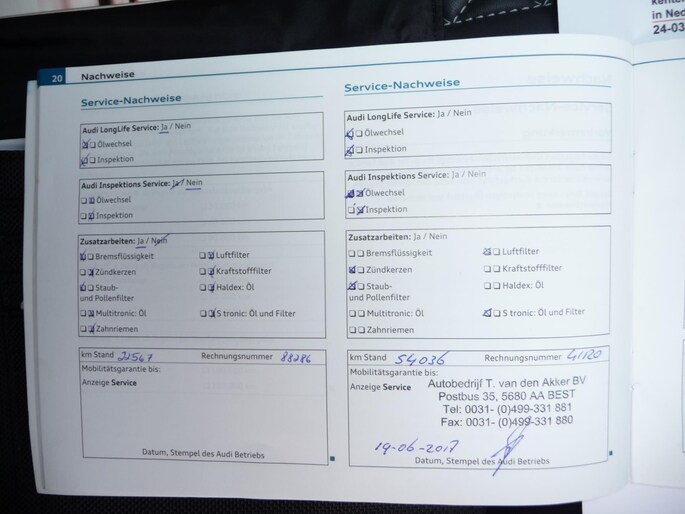 20 Nachweise
Service-Nachweise
Audi LongLife Service: Ja / Nein
Ölwechsel
Inspektion
Audi Inspektions Service: Ja / Nein
Ölwechsel
Inspektion
Zusatzarbeiten: Ja / Nein
Bremsflüssigkeit Luftfilter
Zündkerzen Kraftstofffilter
Staub- Haldex: Öl
und Pollenfilter
Multitronic: Öl S tronic: Öl und Filter
Zahnriemen
km Stand 22567 Rechnungsnummer 88286
Mobilitätsgarantie bis:
Anzeige Service
Datum, Stempel des Audi Betriebs
Service-Nachweise
Audi LongLife Service: Ja / Nein
Ölwechsel
Inspektion
Audi Inspektions Service: Ja / Nein
Ölwechsel
Inspektion
Zusatzarbeiten: Ja / Nein
Bremsflüssigkeit Luftfilter
Zündkerzen Kraftstofffilter
Staub- Haldex: Öl
und Pollenfilter
Multitronic: Öl S tronic: Öl und Filter
Zahnriemen
km Stand 54036 Rechnungsnummer 41120
Mobilitätsgarantie bis:
Anzeige Service
Autobedrijf T. van den Akker BV
Postbus 35, 5680 AA BEST
Tel: 0031- (0)499-331 881
Fax: 0031- (0)499-331 880
19-06-2017
Datum, Stempel des Audi Betriebs
in Ned
24-03